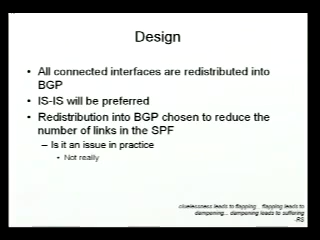 Design
• All connected interfaces are redistributed into
BGP
• IS-IS will be preferred
• Redistribution into BGP chosen to reduce the
number of links in the SPF
– Is it an issue in practice
• Not really
cluelessness leads to flapping... flapping leads to
dampening... dampening leads to suffering
RS